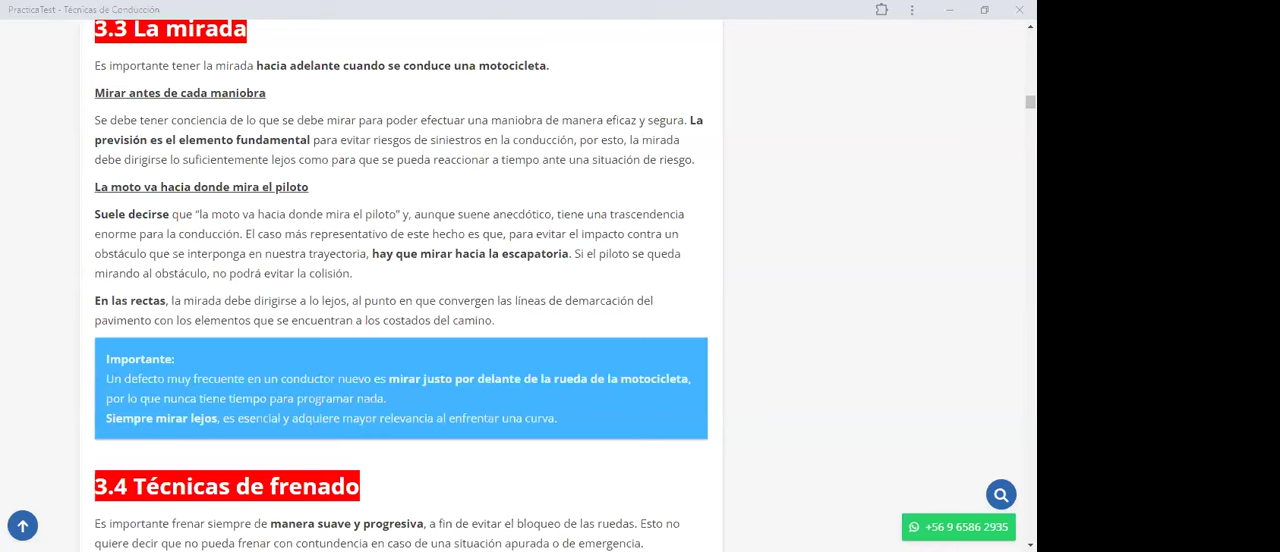 PracticaTest - Técnicas de Conducción
3.3 La mirada
Es importante tener la mirada hacia adelante cuando se conduce una motocicleta.
Mirar antes de cada maniobra
Se debe tener conciencia de lo que se debe mirar para poder efectuar una maniobra de manera eficaz y segura. La
previsión es el elemento fundamental para evitar riesgos de siniestros en la conducción, por esto, la mirada
debe dirigirse lo suficientemente lejos como para que se pueda reaccionar a tiempo ante una situación de riesgo.
La moto va hacia donde mira el piloto
Suele decirse que “la moto va hacia donde mira el piloto” y, aunque suene anecdótico, tiene una trascendencia
enorme para la conducción. El caso más representativo de este hecho es que, para evitar el impacto contra un
obstáculo que se interponga en nuestra trayectoria, hay que mirar hacia la escapatoria. Si el piloto se queda
mirando al obstáculo, no podrá evitar la colisión.
En las rectas, la mirada debe dirigirse a lo lejos, al punto en que convergen las líneas de demarcación del
pavimento con los elementos que se encuentran a los costados del camino.
Importante:
Un defecto muy frecuente en un conductor nuevo es mirar justo por delante de la rueda de la motocicleta,
por lo que nunca tiene tiempo para programar nada.
Siempre mirar lejos, es esencial y adquiere mayor relevancia al enfrentar una curva.
3.4 Técnicas de frenado
Es importante frenar siempre de manera suave y progresiva, a fin de evitar el bloqueo de las ruedas. Esto no
quiere decir que no pueda frenar con contundencia en caso de una situación apurada o de emergencia.
+56 9 6586 2935